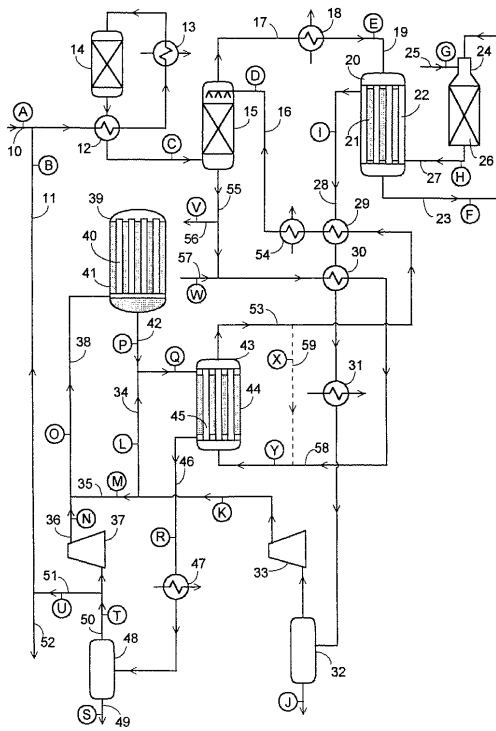 17
18
E
19
13
14
20
25
G
24
A
10
12
D
15
16
21
22
26
C
I
B
27
H
11
28
23
F
55
V
56
29
39
54
30
40
41
57
W
53
42
P
38
43
Q
X
59
31
34
44
45
O
L
46
Y
58
35
M
K
36
N
R
37
47
33
51
U
T
50
52
48
32
S
49
J